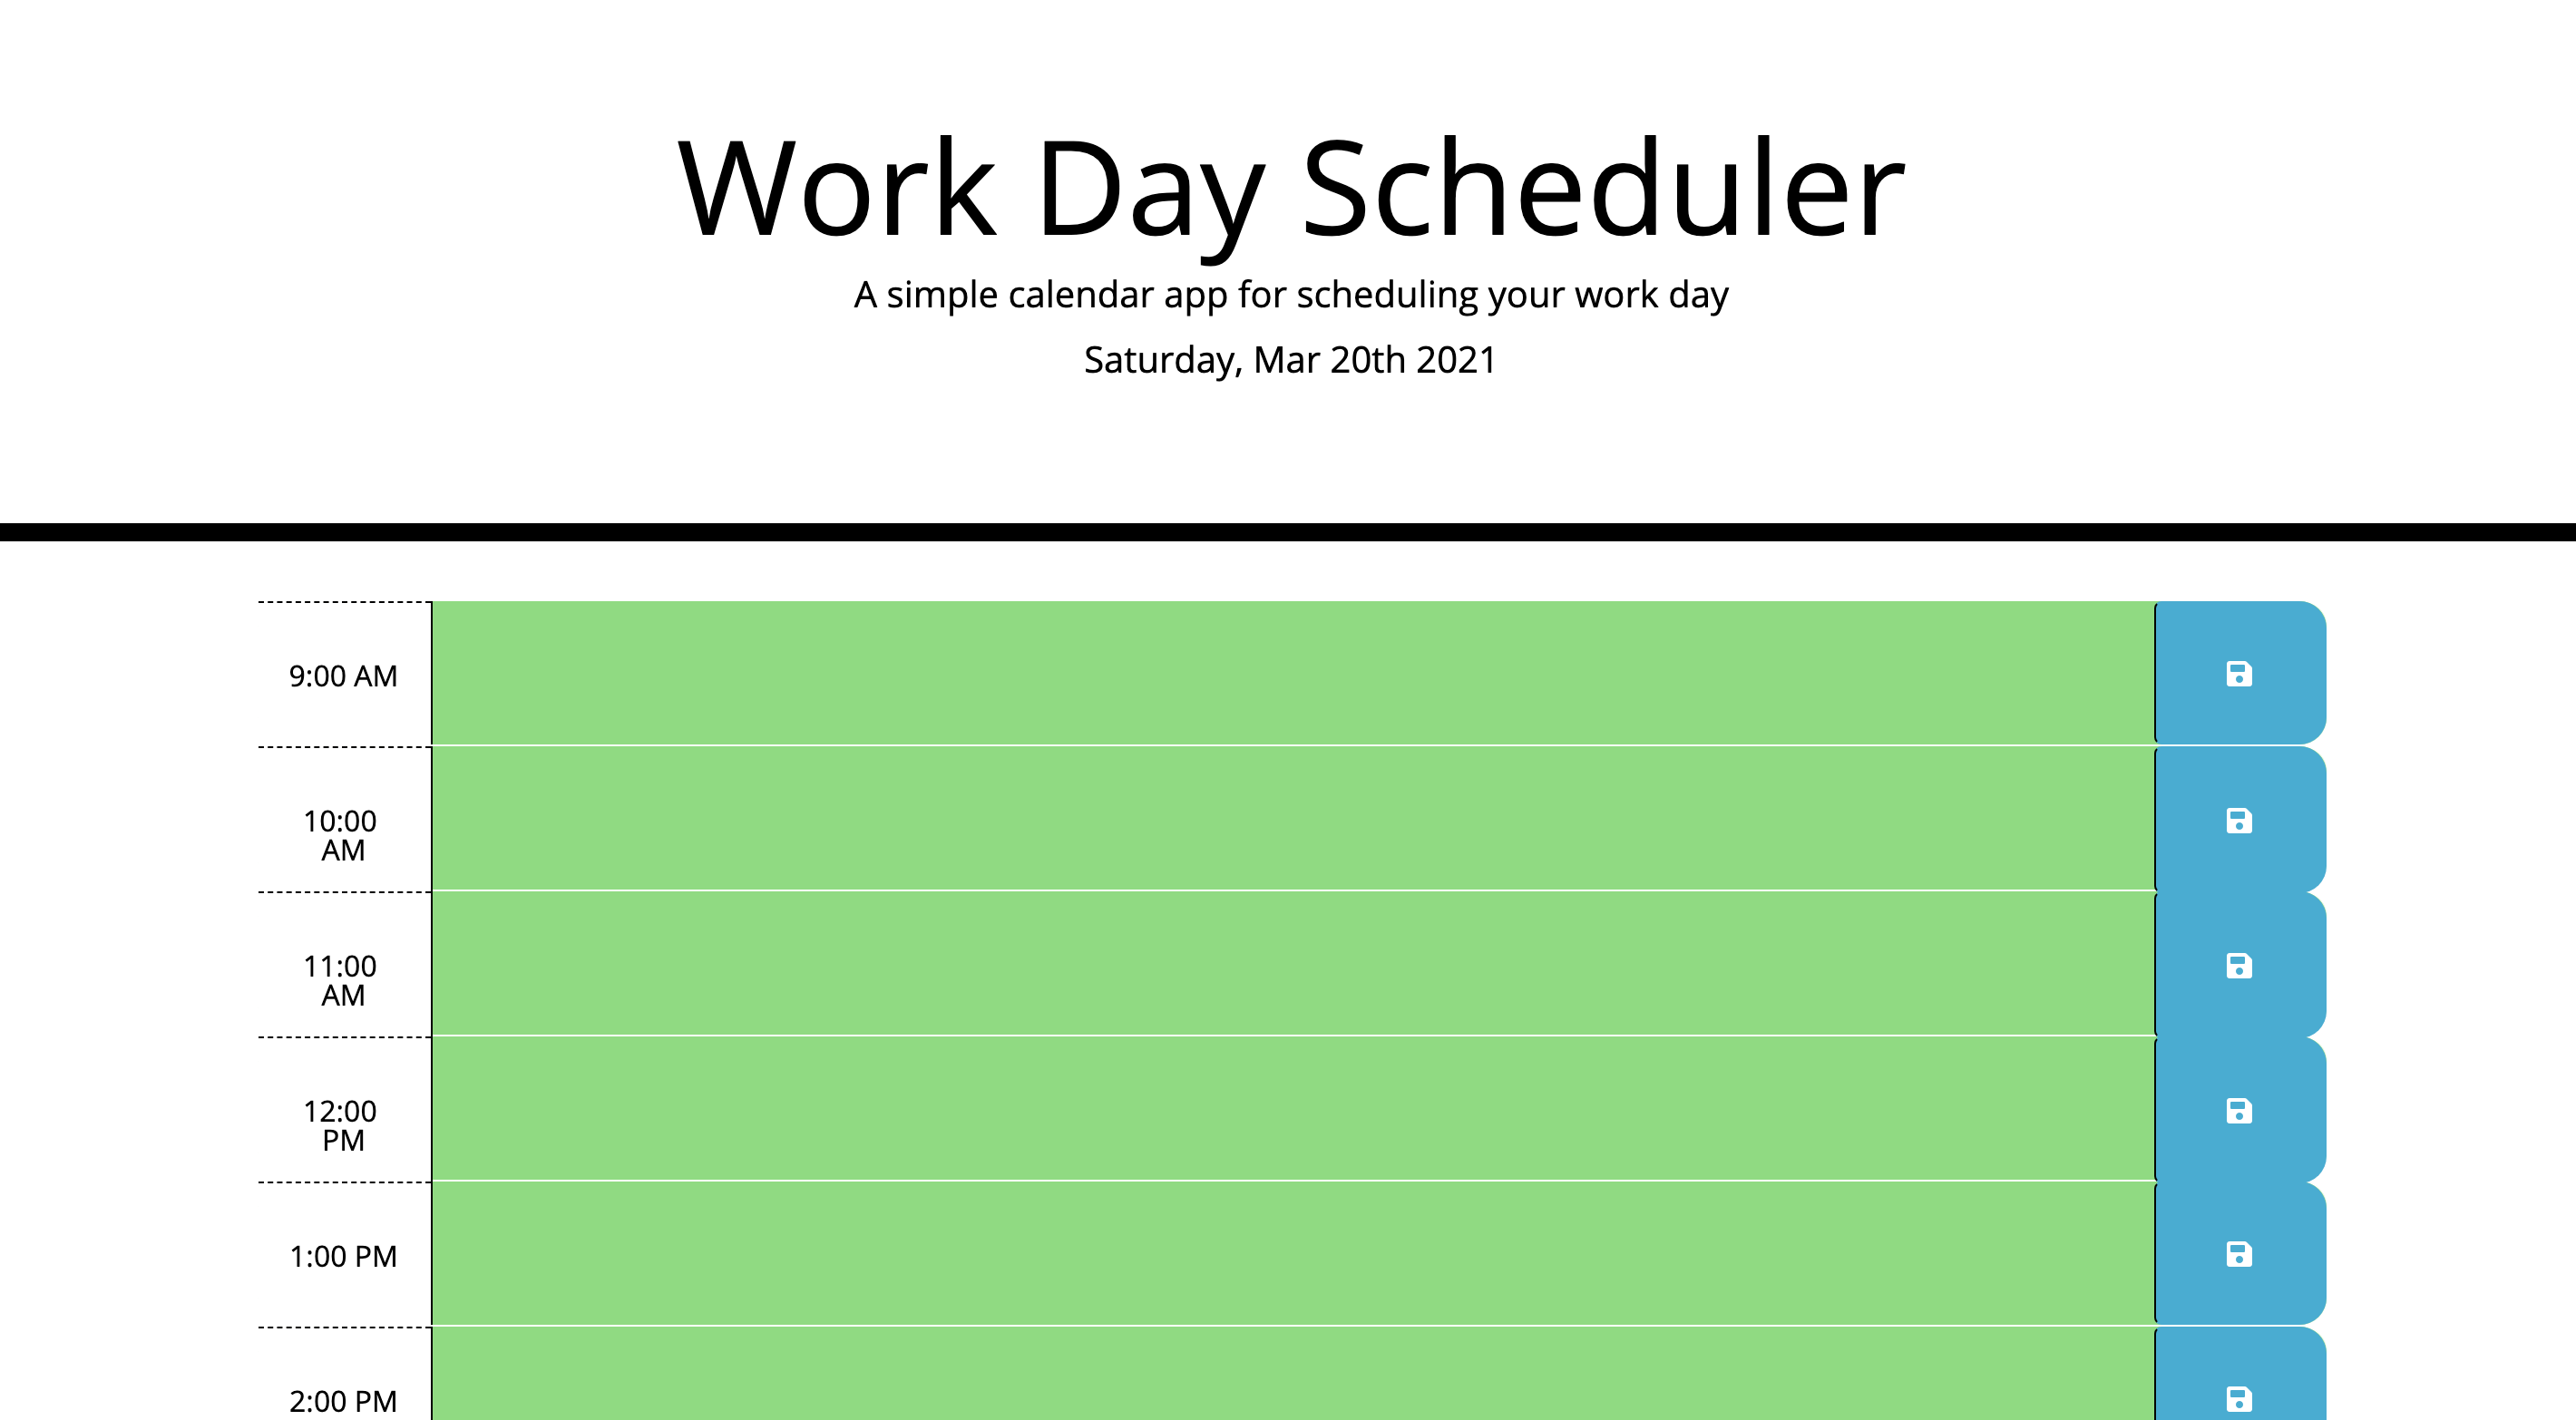 Work Day Scheduler
A simple calendar app for scheduling your work day
Saturday, Mar 20th 2021
9:00 AM
10:00
AM
11:00
AM
12:00
PM
1:00 PM
2:00 PM